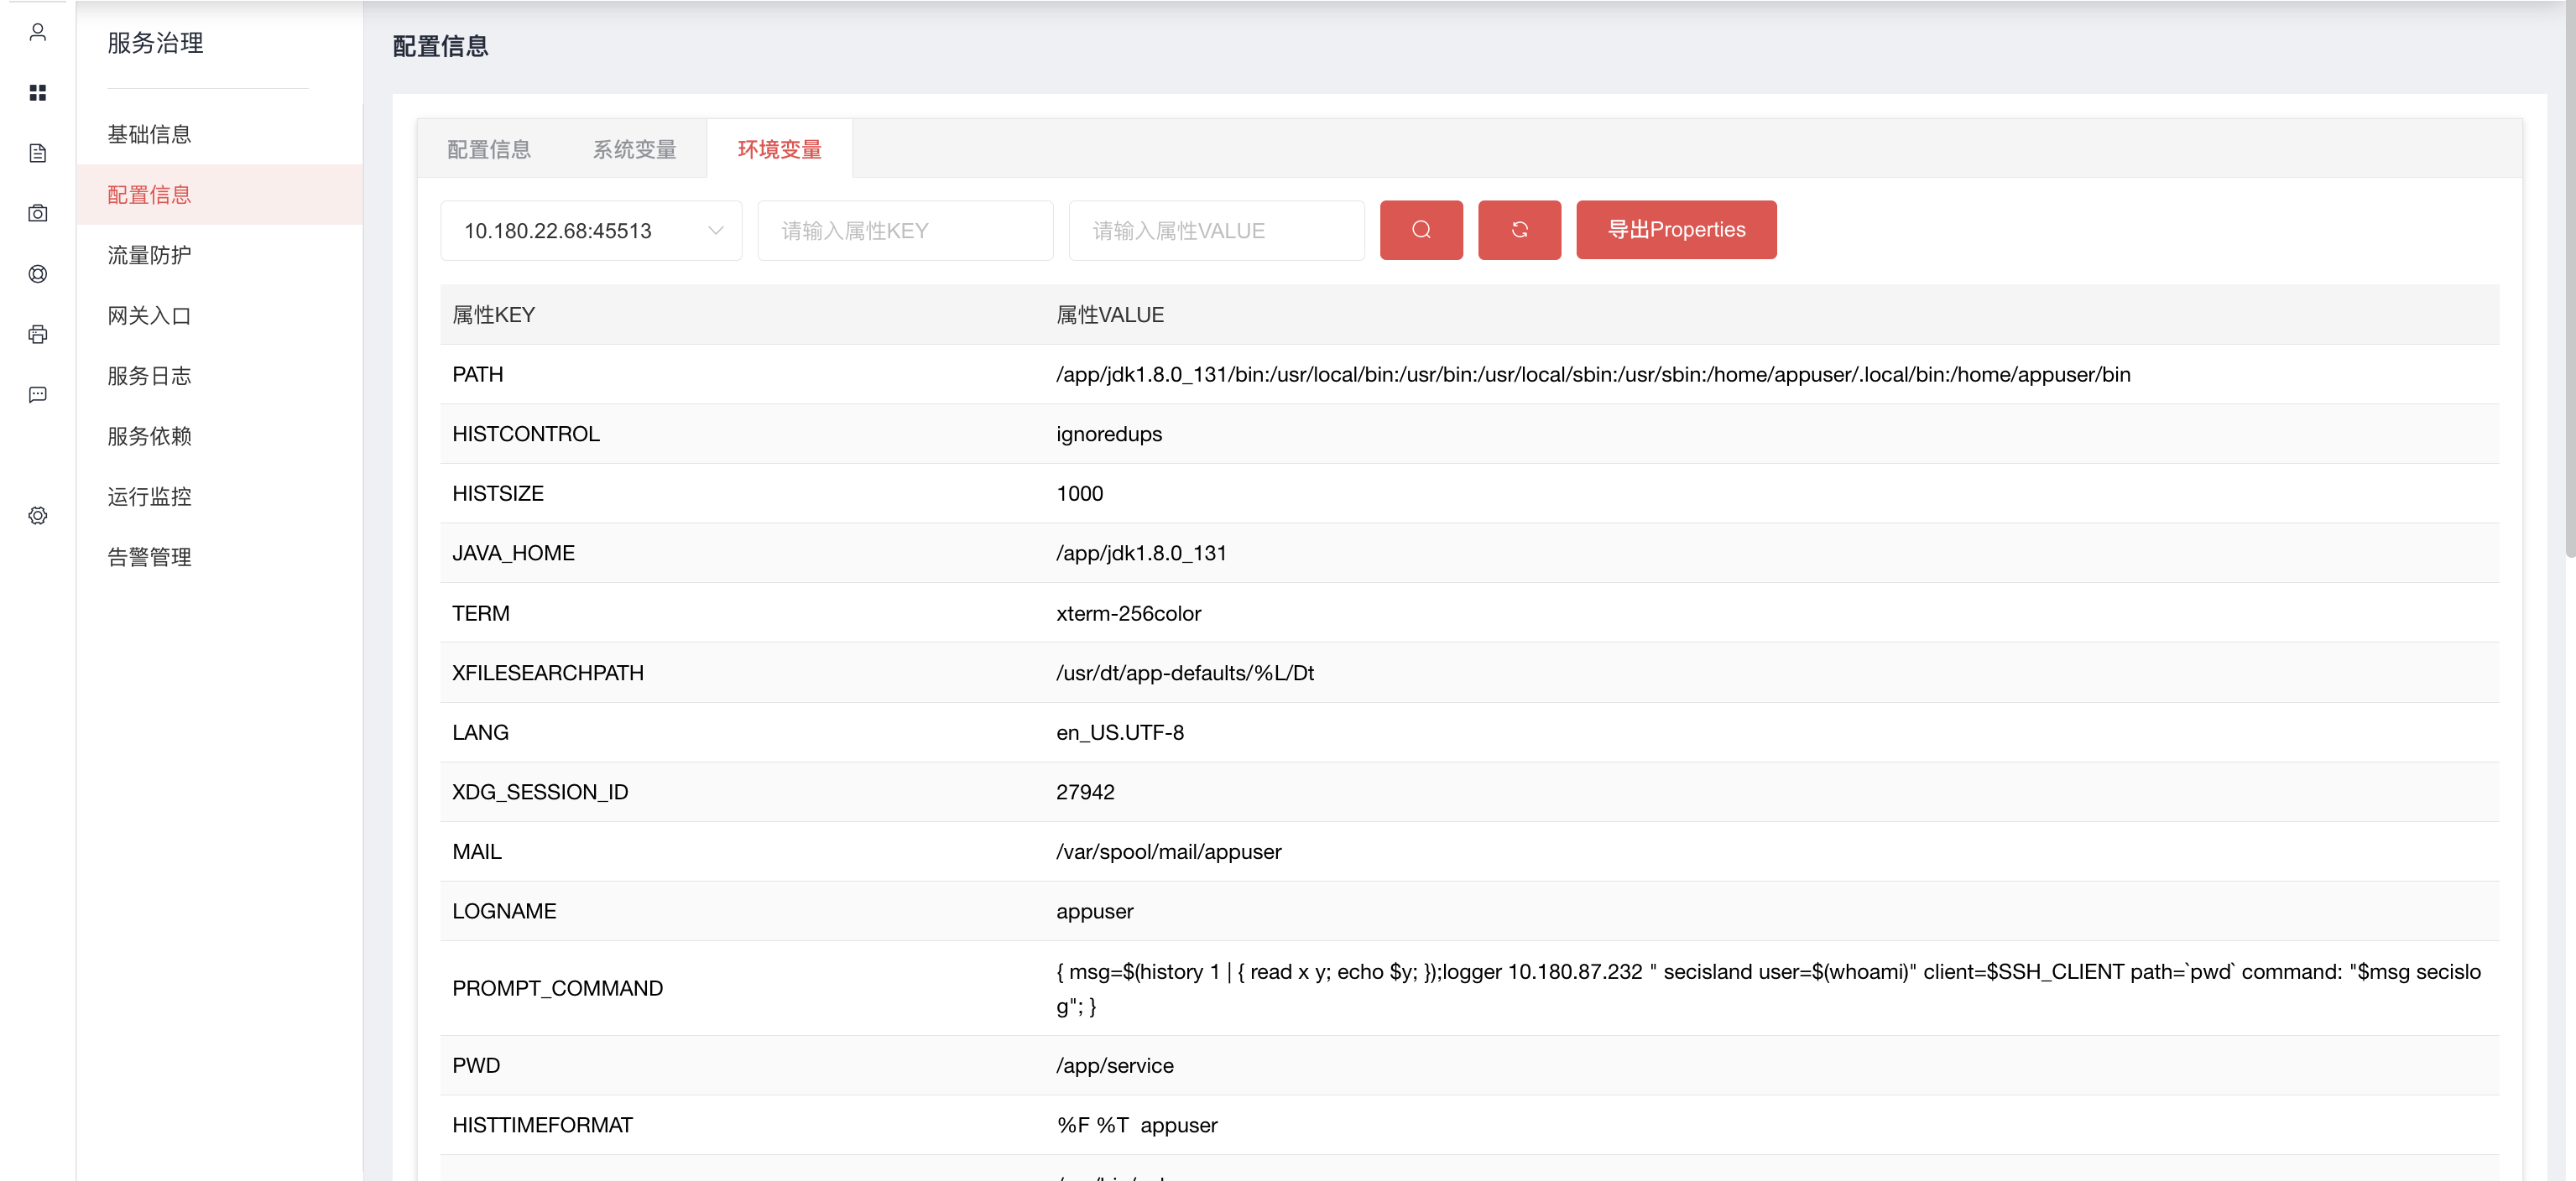 服务治理
基础信息
配置信息
流量防护
网关入口
服务日志
服务依赖
运行监控
告警管理
配置信息
配置信息 系统变量 环境变量
10.180.22.68:45513 请输入属性KEY 请输入属性VALUE 导出Properties
属性KEY 属性VALUE
PATH /app/jdk1.8.0_131/bin:/usr/local/bin:/usr/bin:/usr/local/sbin:/usr/sbin:/home/appuser/.local/bin:/home/appuser/bin
HISTCONTROL ignoredups
HISTSIZE 1000
JAVA_HOME /app/jdk1.8.0_131
TERM xterm-256color
XFILESEARCHPATH /usr/dt/app-defaults/%L/Dt
LANG en_US.UTF-8
XDG_SESSION_ID 27942
MAIL /var/spool/mail/appuser
LOGNAME appuser
PROMPT_COMMAND { msg=$(history 1 | { read x y; echo $y; });logger 10.180.87.232 " secisland user=$(whoami)" client=$SSH_CLIENT path=`pwd` command: "$msg secislo
g"; }
PWD /app/service
HISTTIMEFORMAT %F %T appuser